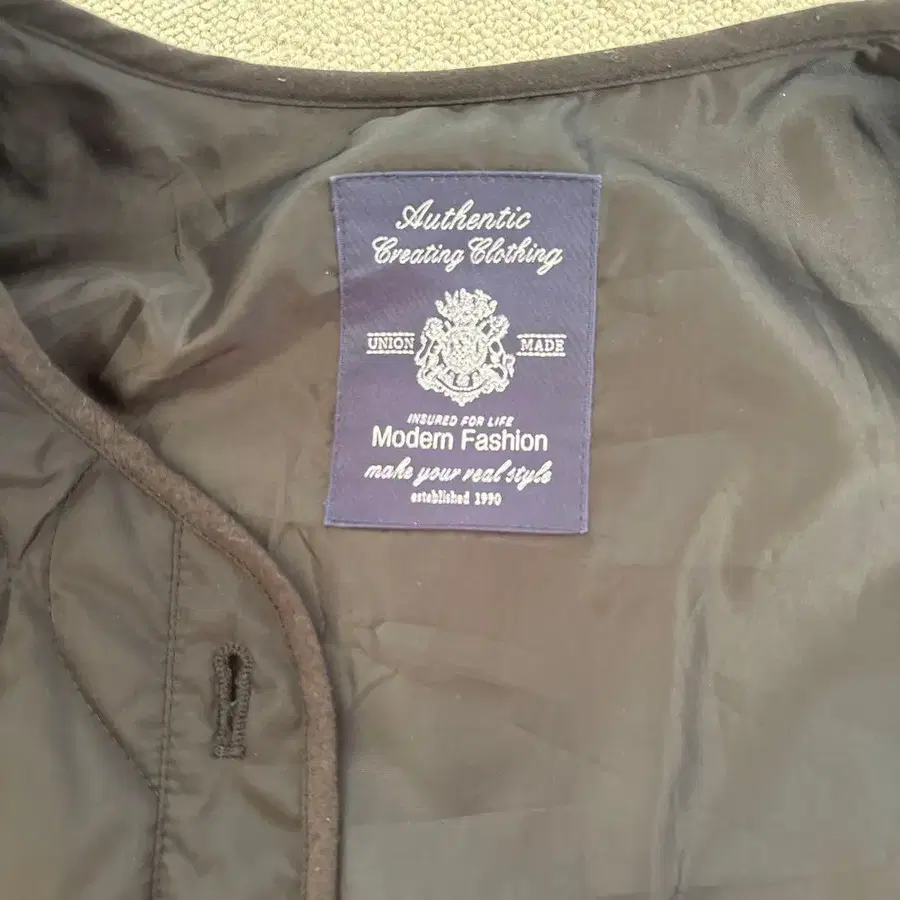 Authentic
Creating Clothing
UNION MADE
INSURED FOR LIFE
Modern Fashion
make your real style
established 1990